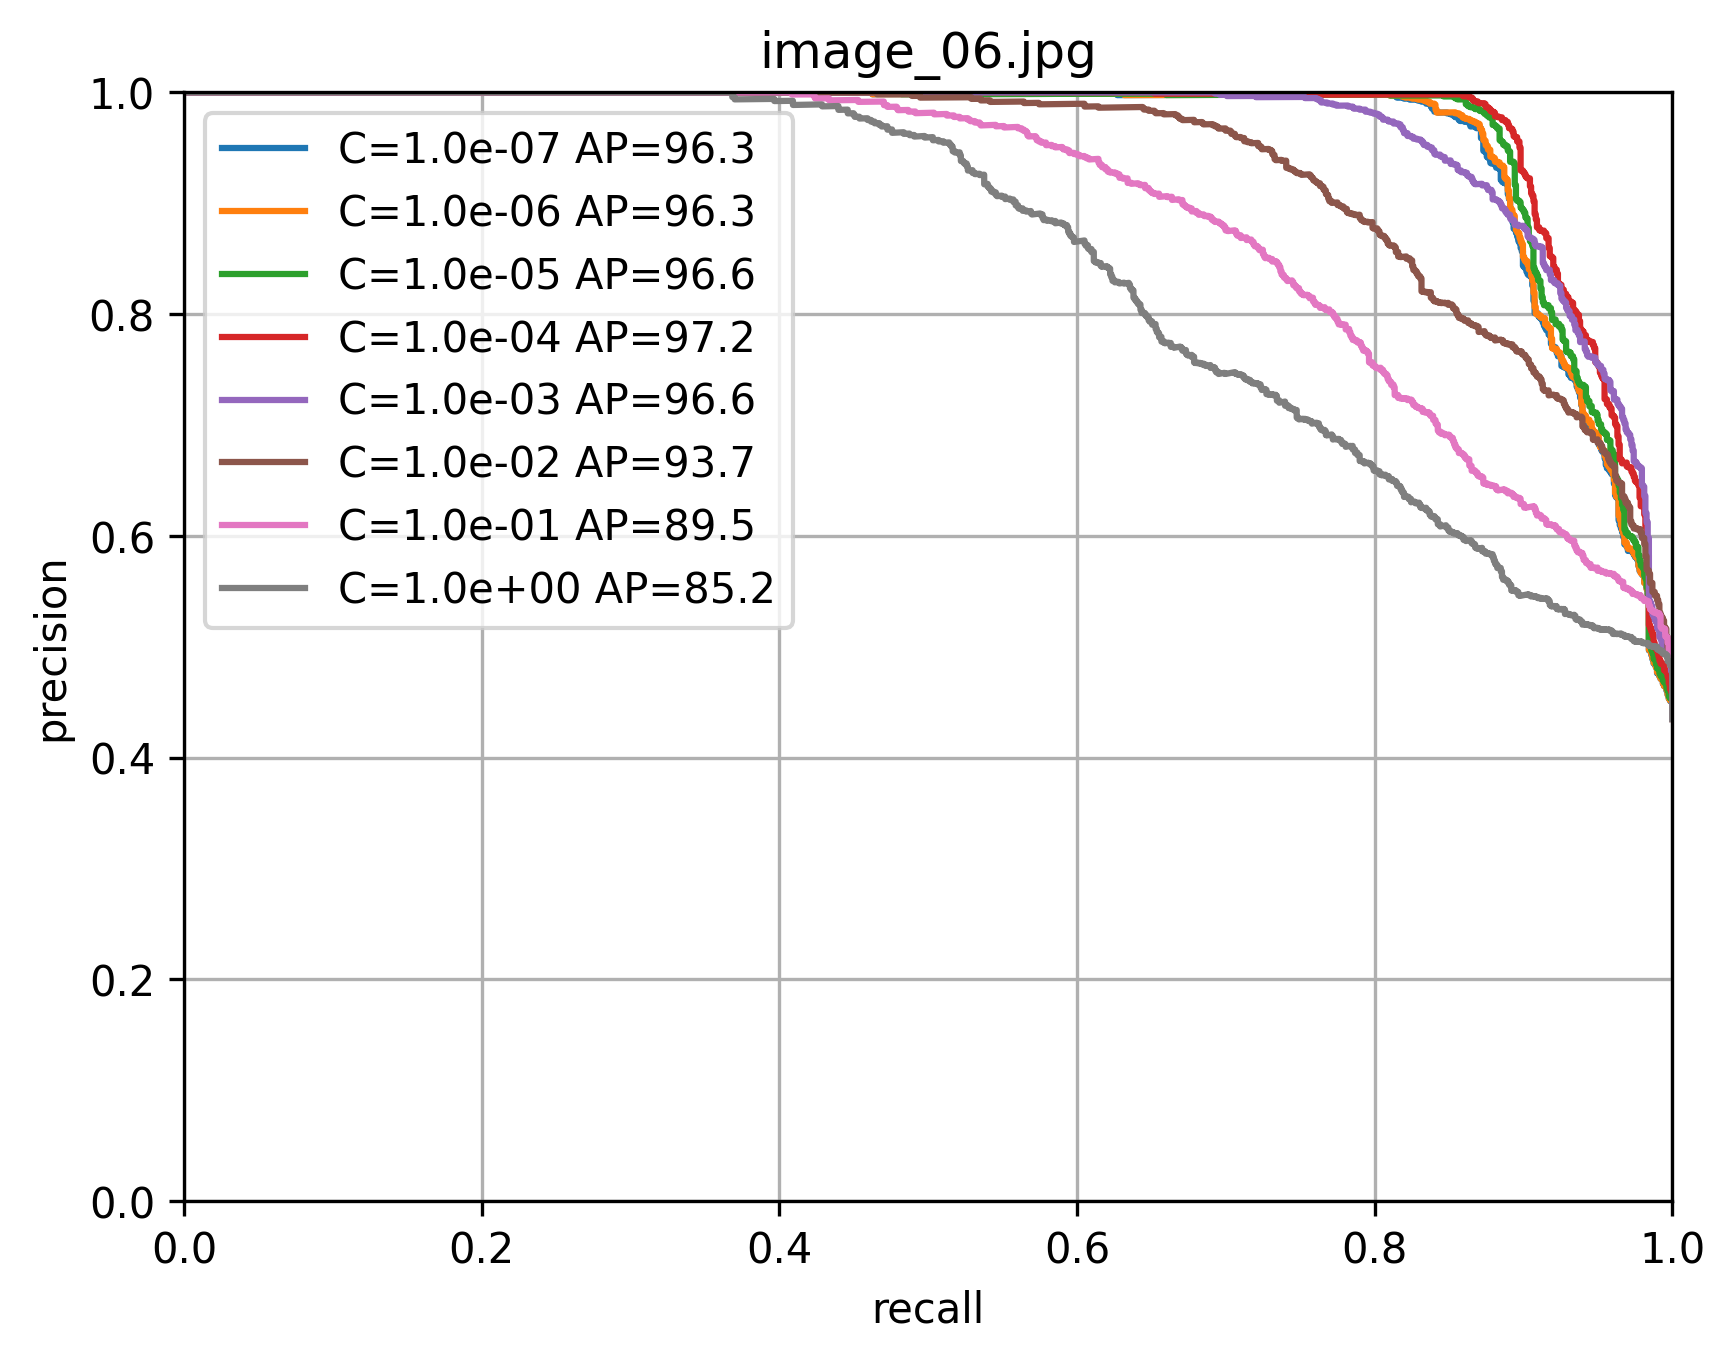 image_06.jpg
1.0
0.8
0.6
0.4
0.2
0.0
precision
C=1.0e-07 AP=96.3
C=1.0e-06 AP=96.3
C=1.0e-05 AP=96.6
C=1.0e-04 AP=97.2
C=1.0e-03 AP=96.6
C=1.0e-02 AP=93.7
C=1.0e-01 AP=89.5
C=1.0e+00 AP=85.2
0.0 0.2 0.4 0.6 0.8 1.0
recall